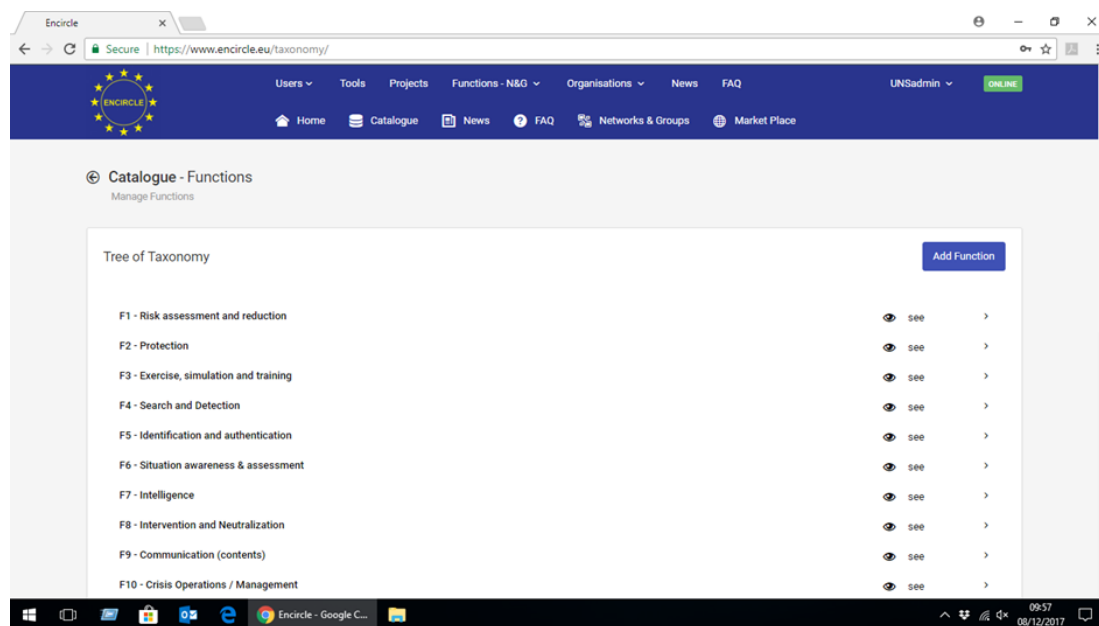 Encircle
Secure | https://www.encircle.eu/taxonomy/
ENCIRCLE
Users Tools Projects Functions - N&G Organisations News FAQ UNSadmin ONLINE
Home Catalogue News ? FAQ Networks & Groups Market Place
Catalogue - Functions
Manage Functions
Tree of Taxonomy Add Function
F1 - Risk assessment and reduction see
F2 - Protection see
F3 - Exercise, simulation and training see
F4 - Search and Detection see
F5 - Identification and authentication see
F6 - Situation awareness & assessment see
F7 - Intelligence see
F8 - Intervention and Neutralization see
F9 - Communication (contents) see
F10 - Crisis Operations / Management see
Encircle - Google C... 09:57
08/12/2017